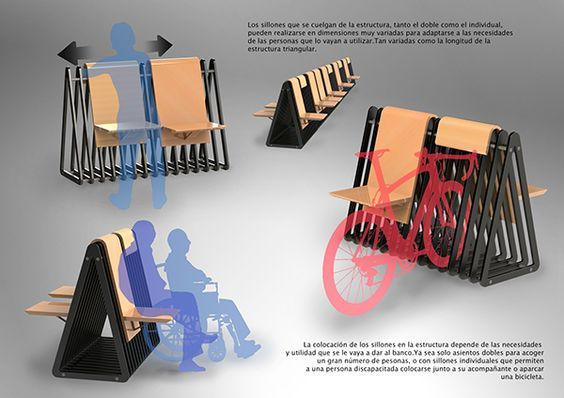 Los sillones que se cuelgan de la estructura, tanto el doble como el individual,
pueden realizarse en dimensiones muy variadas para adaptarse a las necesidades
de las personas que lo vayan a utilizar.Tan variadas como la longitud de la
estructura triangular.
La colocación de los sillones en la estructura depende de las necesidades
y utilidad que se le vaya a dar al banco.Ya sea solo asientos dobles para acoger
un gran número de pesonas, o con sillones individuales que permiten
a una persona discapacitada colocarse junto a su acompañante o aparcar
una bicicleta.